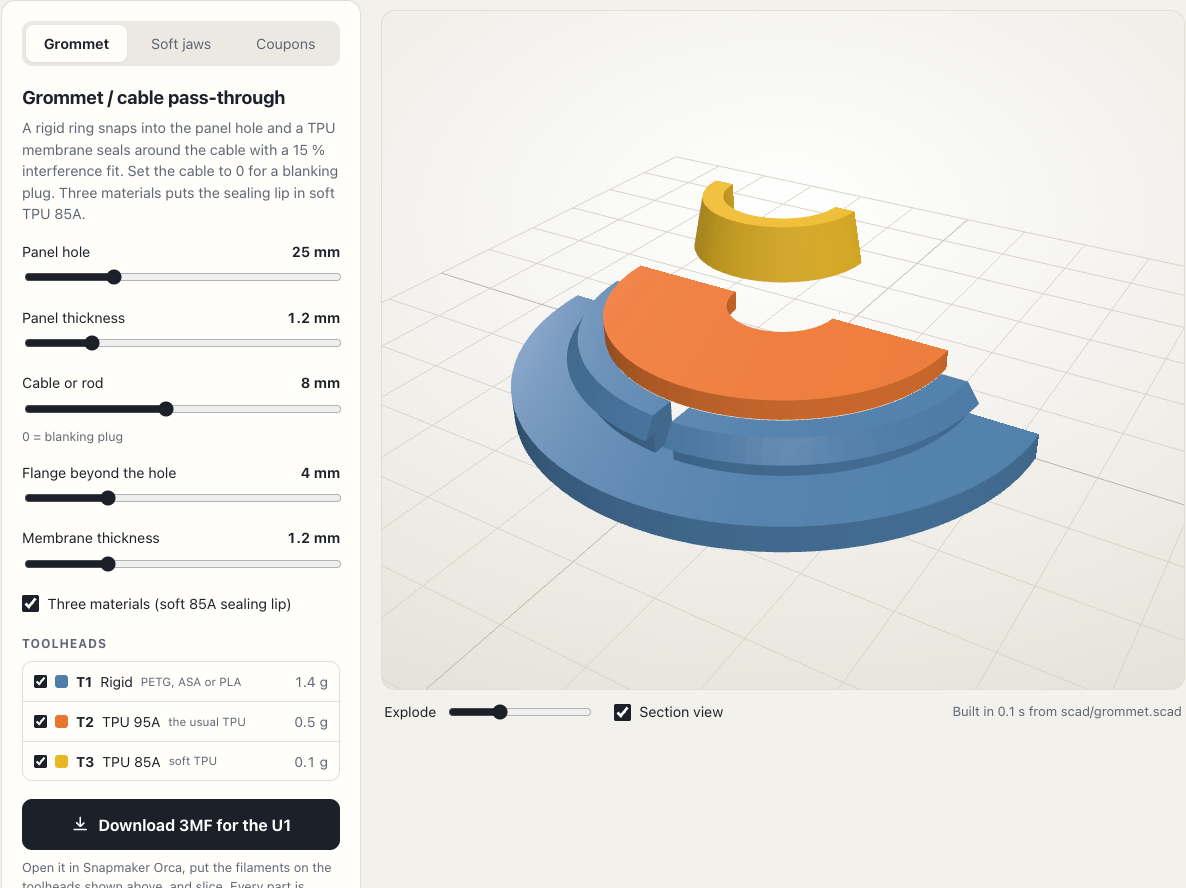 Grommet
Soft jaws
Coupons
Grommet / cable pass-through
A rigid ring snaps into the panel hole and a TPU
membrane seals around the cable with a 15 %
interference fit. Set the cable to 0 for a blanking
plug. Three materials puts the sealing lip in soft
TPU 85A.
Panel hole 25 mm
Panel thickness 1.2 mm
Cable or rod 8 mm
0 = blanking plug
Flange beyond the hole 4 mm
Membrane thickness 1.2 mm
Three materials (soft 85A sealing lip)
TOOLHEADS
T1 Rigid PETG, ASA or PLA 1.4 g
T2 TPU 95A the usual TPU 0.5 g
T3 TPU 85A soft TPU 0.1 g
Download 3MF for the U1
Open it in Snapmaker Orca, put the filaments on the
toolheads shown above, and slice. Every part is
Explode
Section view
Built in 0.1 s from scad/grommet.scad